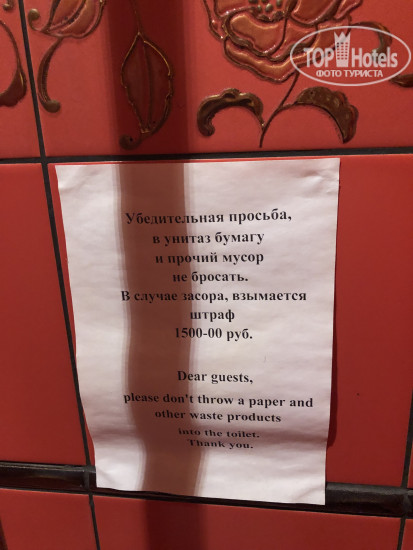 TOP Hotels
ФОТО ТУРИСТА
Убедительная просьба,
в унитаз бумагу
и прочий мусор
не бросать.
В случае засора, взымается
штраф
1500-00 руб.
Dear guests,
please don't throw a paper and
other waste products
into the toilet.
Thank you.